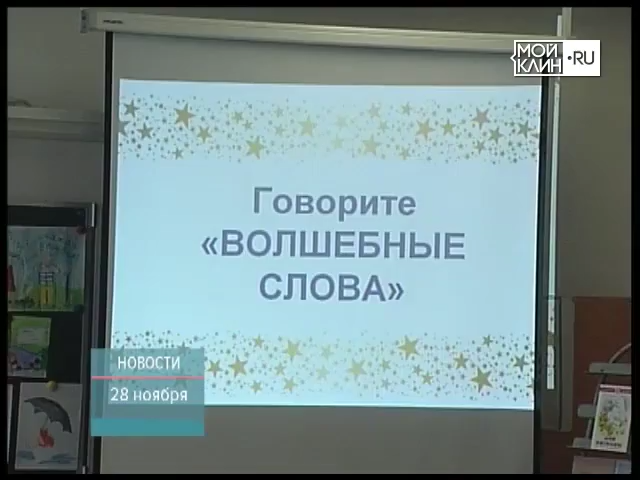 МОЙ
КЛИН .RU
Говорите
«ВОЛШЕБНЫЕ
СЛОВА»
НОВОСТИ
28 ноября